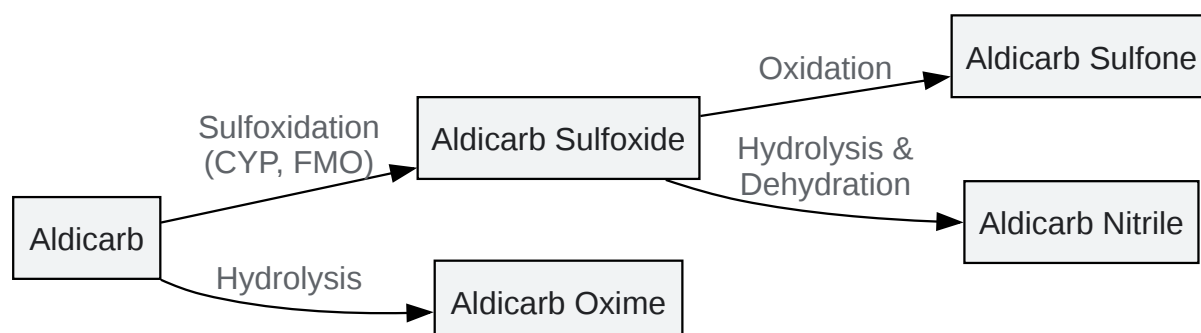 Aldicarb Sulfone
Oxidation
Sulfoxidation
(CYP, FMO)
Aldicarb Sulfoxide
Hydrolysis &
Dehydration
Aldicarb Nitrile
Aldicarb
Hydrolysis
Aldicarb Oxime